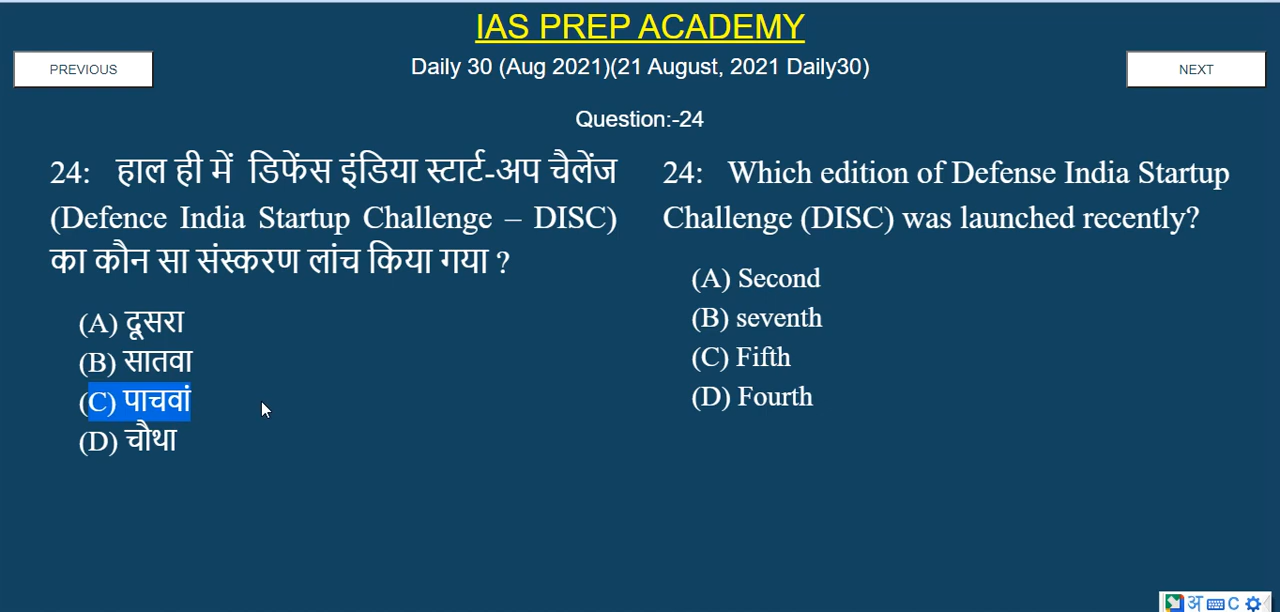 IAS PREP ACADEMY
PREVIOUS
Daily 30 (Aug 2021)(21 August, 2021 Daily30)
NEXT
Question:-24
24: हाल ही में डिफेंस इंडिया स्टार्ट-अप चैलेंज
(Defence India Startup Challenge – DISC)
का कौन सा संस्करण लांच किया गया ?
(A) दूसरा
(B) सातवा
(C) पाचवां
(D) चौथा
24: Which edition of Defense India Startup
Challenge (DISC) was launched recently?
(A) Second
(B) seventh
(C) Fifth
(D) Fourth
अ C